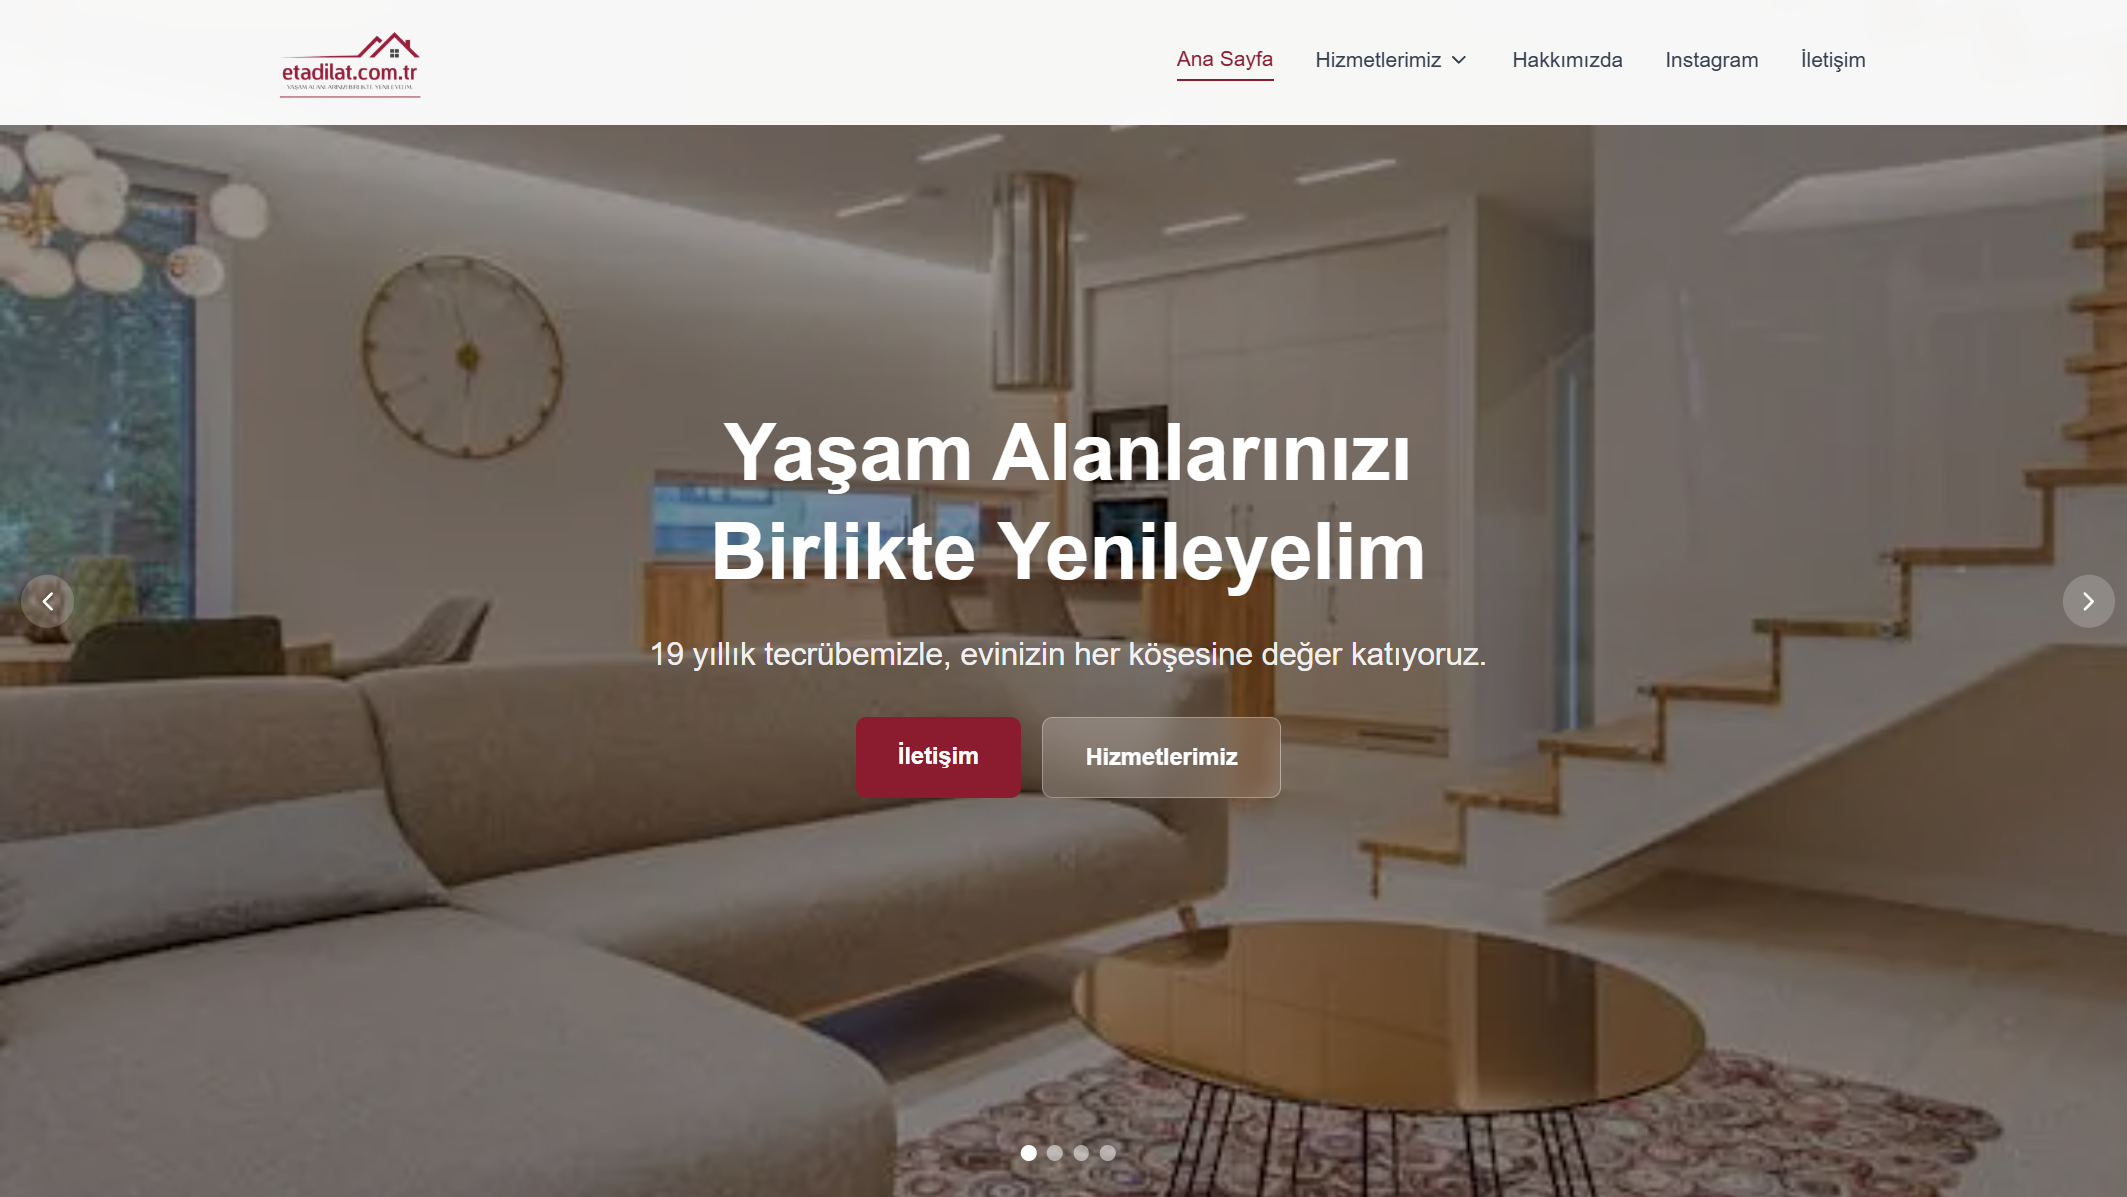 etadilat.com.tr
YAŞAM ALANLARINIZI BİRLİKTE YENİLEYELİM.
Ana Sayfa
Hizmetlerimiz
Hakkımızda
Instagram
İletişim
Yaşam Alanlarınızı
Birlikte Yenileyelim
19 yıllık tecrübemizle, evinizin her köşesine değer katıyoruz.
İletişim
Hizmetlerimiz